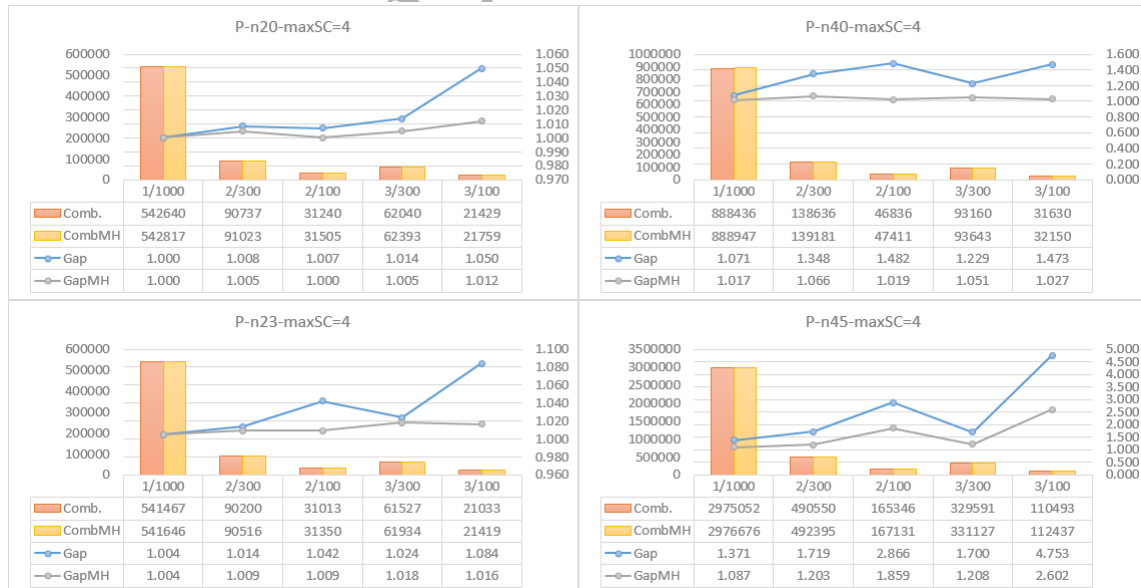 P-n20-maxSC=4
600000 1.060
500000 1.050
400000 1.040
300000 1.030
200000 1.020
100000 1.010
0 1.000
0.990
0.980
0.970
1/1000 2/300 2/100 3/300 3/100
Comb. 542640 90737 31240 62040 21429
CombMH 542817 91023 31505 62393 21759
Gap 1.000 1.008 1.007 1.014 1.050
GapMH 1.000 1.005 1.000 1.005 1.012
P-n40-maxSC=4
1000000 1.600
900000 1.400
800000 1.200
700000 1.000
600000 0.800
500000 0.600
400000 0.400
300000 0.200
200000 0.000
100000
0
1/1000 2/300 2/100 3/300 3/100
Comb. 888436 138636 46836 93160 31630
CombMH 888947 139181 47411 93643 32150
Gap 1.071 1.348 1.482 1.229 1.473
GapMH 1.017 1.066 1.019 1.051 1.027
P-n23-maxSC=4
600000 1.100
500000 1.080
400000 1.060
300000 1.040
200000 1.020
100000 1.000
0 0.980
0.960
1/1000 2/300 2/100 3/300 3/100
Comb. 541467 90200 31013 61527 21033
CombMH 541646 90516 31350 61934 21419
Gap 1.004 1.014 1.042 1.024 1.084
GapMH 1.004 1.009 1.009 1.018 1.016
P-n45-maxSC=4
3500000 5.000
3000000 4.500
2500000 4.000
2000000 3.500
1500000 3.000
1000000 2.500
500000 2.000
0 1.500
1.000
0.500
0.000
1/1000 2/300 2/100 3/300 3/100
Comb. 2975052 490550 165346 329591 110493
CombMH 2976676 492395 167131 331127 112437
Gap 1.371 1.719 2.866 1.700 4.753
GapMH 1.087 1.203 1.859 1.208 2.602